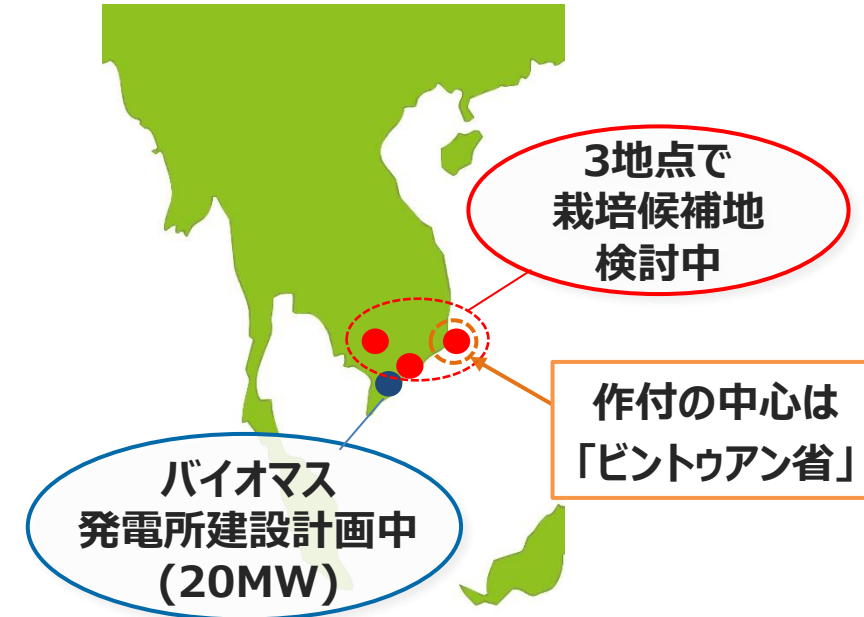 3地点で
栽培候補地
検討中
作付の中心は
「ビントゥアン省」
バイオマス
発電所建設計画中
(20MW)